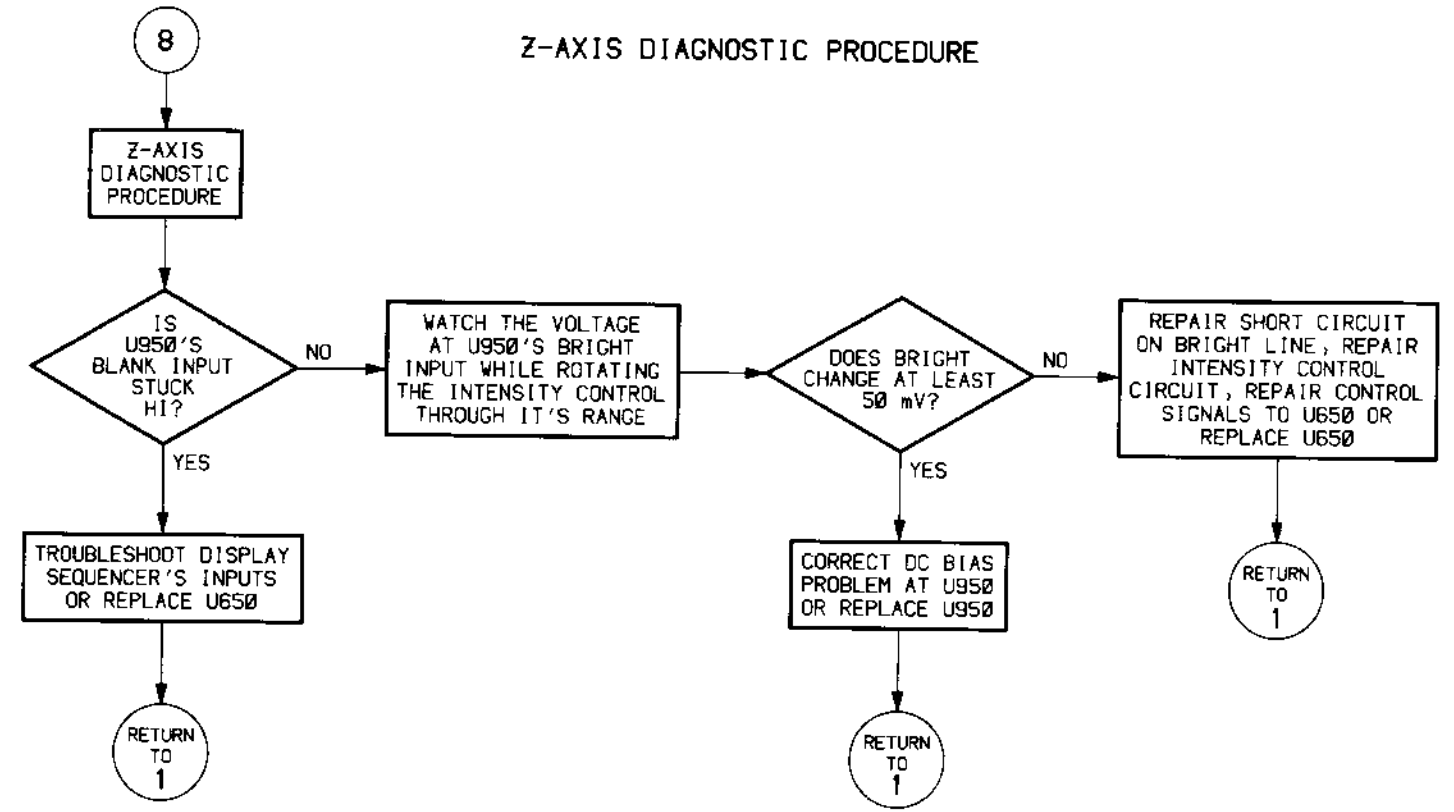 8
Z-AXIS DIAGNOSTIC PROCEDURE
Z-AXIS
DIAGNOSTIC
PROCEDURE
IS
U950'S
BLANK INPUT
STUCK
HI?
NO
YES
WATCH THE VOLTAGE
AT U950'S BRIGHT
INPUT WHILE ROTATING
THE INTENSITY CONTROL
THROUGH IT'S RANGE
DOES BRIGHT
CHANGE AT LEAST
50 mV?
NO
YES
REPAIR SHORT CIRCUIT
ON BRIGHT LINE, REPAIR
INTENSITY CONTROL
CIRCUIT, REPAIR CONTROL
SIGNALS TO U650 OR
REPLACE U650
TROUBLESHOOT DISPLAY
SEQUENCER'S INPUTS
OR REPLACE U650
CORRECT DC BIAS
PROBLEM AT U950
OR REPLACE U950
RETURN
TO
1
RETURN
TO
1
RETURN
TO
1